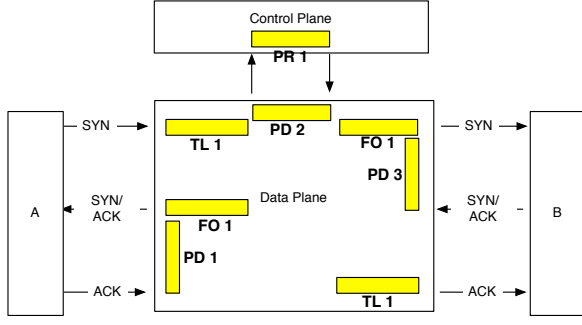 Control Plane
PR 1
SYN
TL 1
PD 2
FO 1
SYN
PD 3
A
SYN/
ACK
FO 1
Data Plane
SYN/
ACK
B
PD 1
ACK
TL 1
ACK